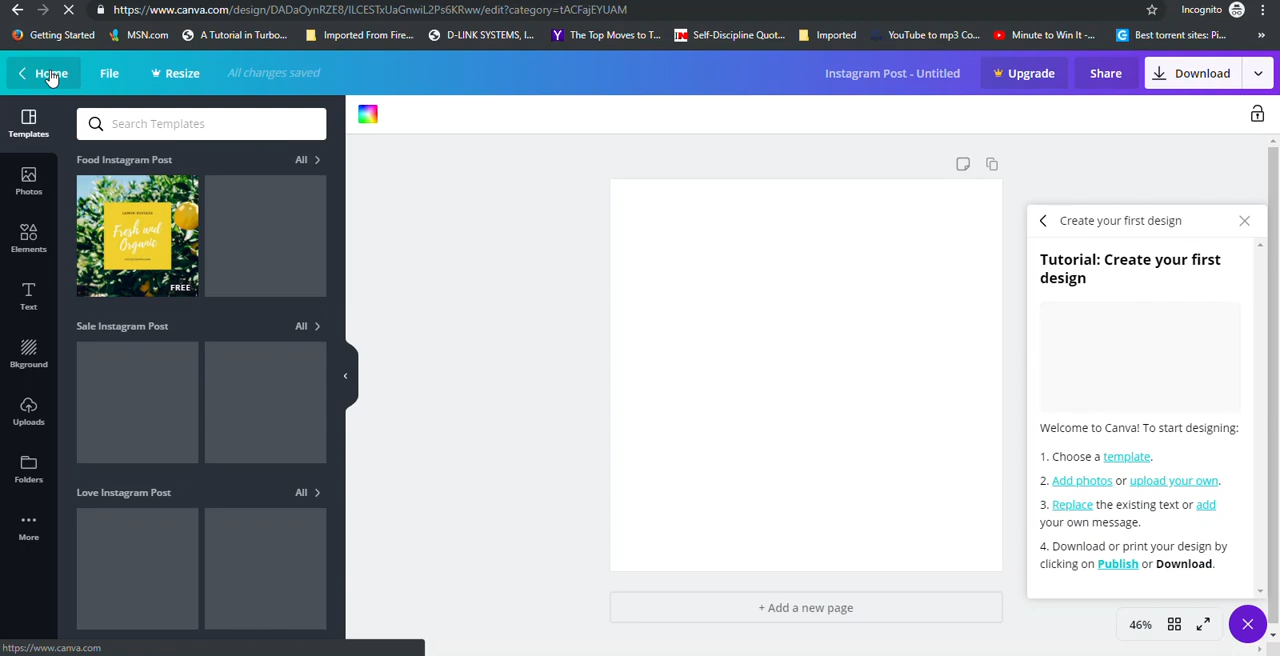 https://www.canva.com/design/DADaOynRZE8/ILCESTxUaGnwiL2Ps6KRww/edit?category=tACFajEYUAM
Incognito
Getting Started
MSN.com
A Tutorial in Turbo...
Imported From Fire...
D-LINK SYSTEMS, I...
The Top Moves to T...
Self-Discipline Quot...
Imported
YouTube to mp3 Co...
Minute to Win It -...
Best torrent sites: Pi...
Home
File
Resize
All changes saved
Instagram Post - Untitled
Upgrade
Share
Download
Templates
Photos
Elements
Text
Bkground
Uploads
Folders
More
Search Templates
Food Instagram Post
All
LAMON ORGANIC
Fresh and
Organic
FREE
Sale Instagram Post
All
Love Instagram Post
All
+ Add a new page
Create your first design
Tutorial: Create your first
design
Welcome to Canva! To start designing:
1. Choose a template.
2. Add photos or upload your own.
3. Replace the existing text or add
your own message.
4. Download or print your design by
clicking on Publish or Download.
46%
https://www.canva.com